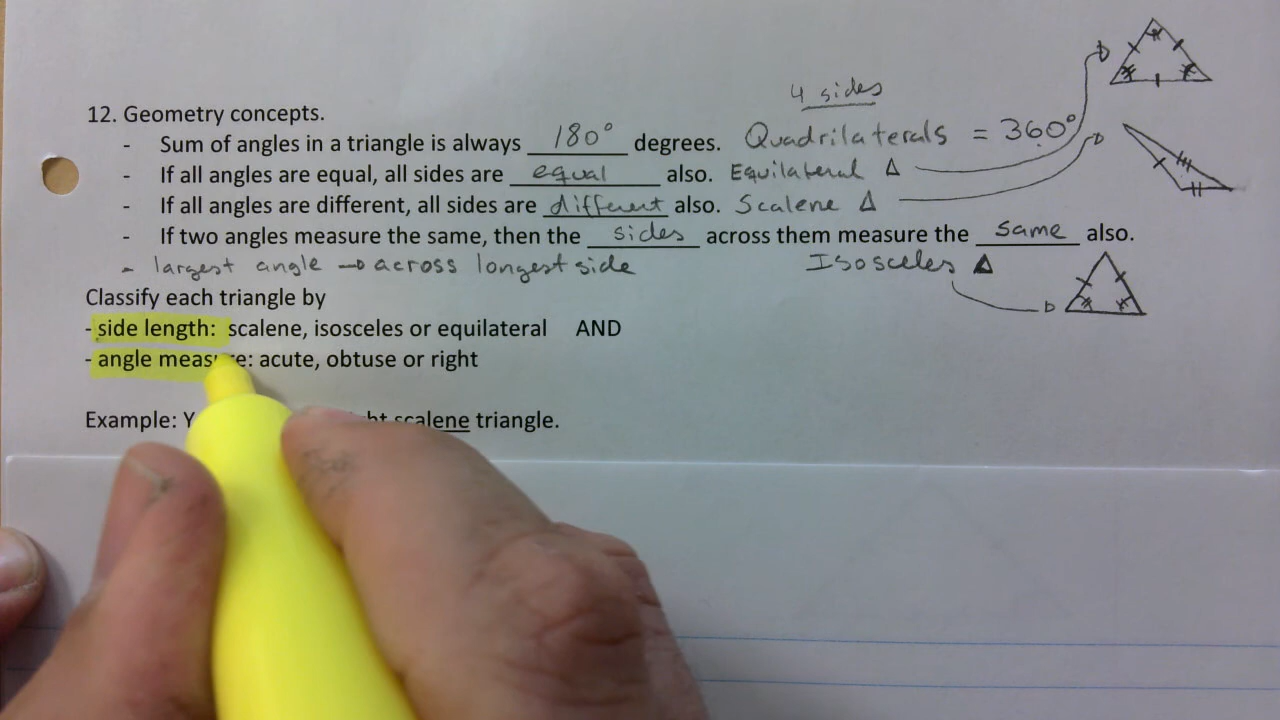 4 sides
12. Geometry concepts.
- Sum of angles in a triangle is always 180° degrees. Quadrilaterals = 360°
- If all angles are equal, all sides are equal also. Equilateral Δ
- If all angles are different, all sides are different also. Scalene Δ
- If two angles measure the same, then the sides across them measure the same also.
- largest angle → across longest side Isosceles Δ
Classify each triangle by
- side length: scalene, isosceles or equilateral AND
- angle measure: acute, obtuse or right
Example: scalene triangle.